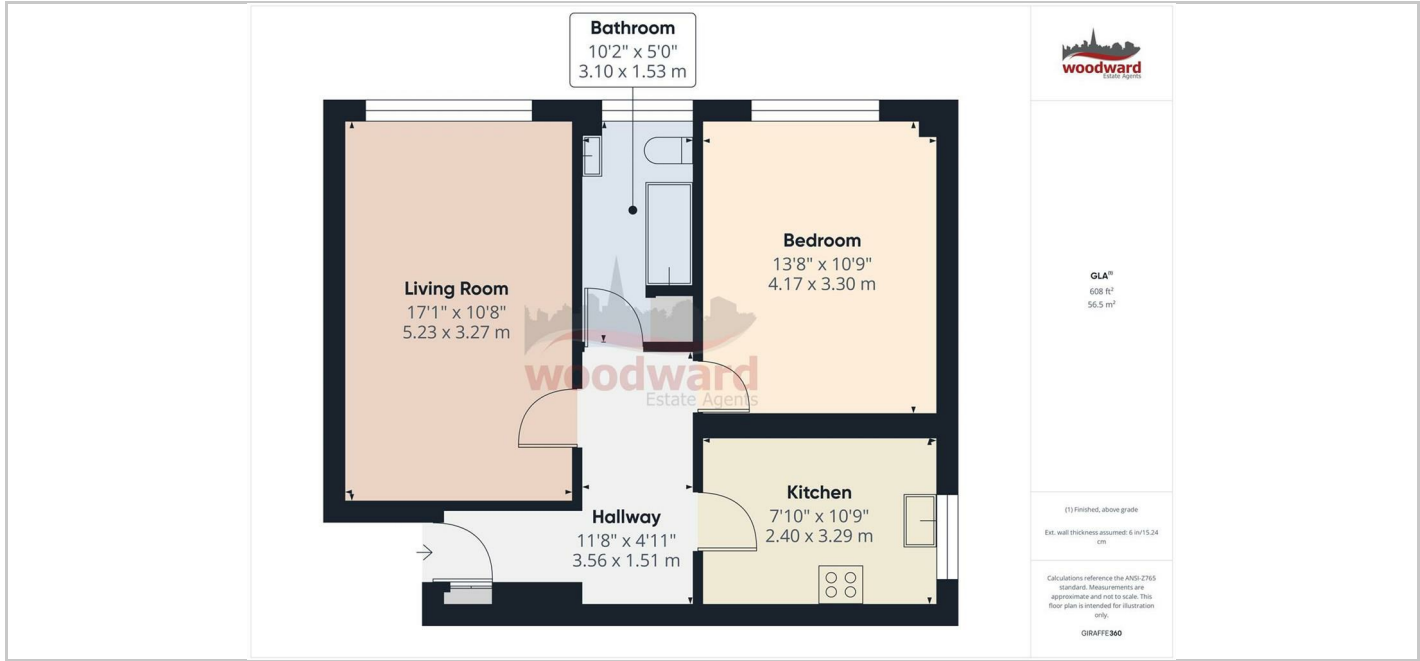 Bathroom
10'2" x 5'0"
3.10 x 1.53 m
Living Room
17'1" x 10'8"
5.23 x 3.27 m
Bedroom
13'8" x 10'9"
4.17 x 3.30 m
woodward
Estate Agents
Hallway
11'8" x 4'11"
3.56 x 1.51 m
Kitchen
7'10" x 10'9"
2.40 x 3.29 m
woodward
Estate Agents
GLA⁽¹⁾
608 ft²
56.5 m²
(1) Finished, above grade
Ext. wall thickness assumed: 6 in/15.24
cm
Calculations reference the ANSI-Z765
standard. Measurements are
approximate and not to scale. This
floor plan is intended for illustration
only.
GIRAFFE360